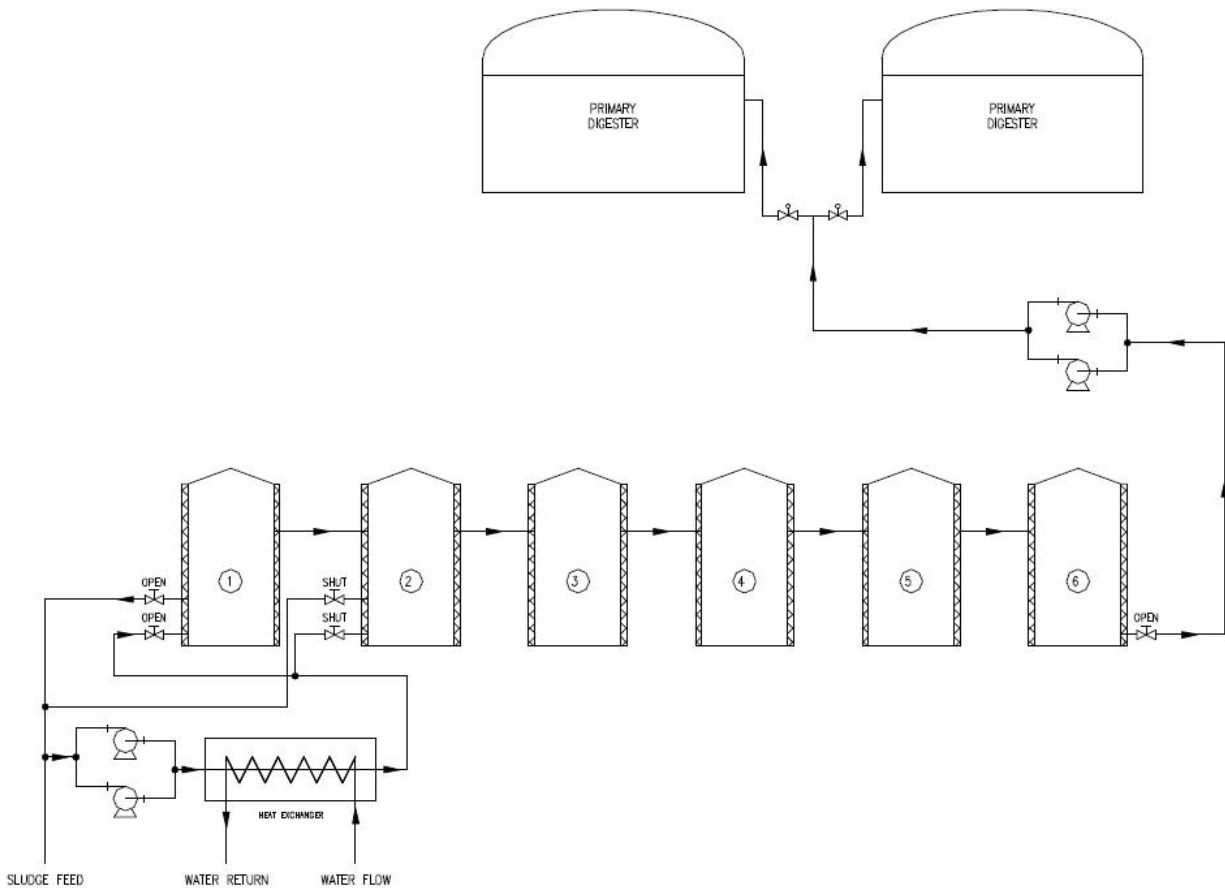 PRIMARY
DIGESTER
PRIMARY
DIGESTER
1
2
3
4
5
6
OPEN
SHUT
OPEN
SHUT
OPEN
HEAT EXCHANGER
SLUDGE FEED
WATER RETURN
WATER FLOW